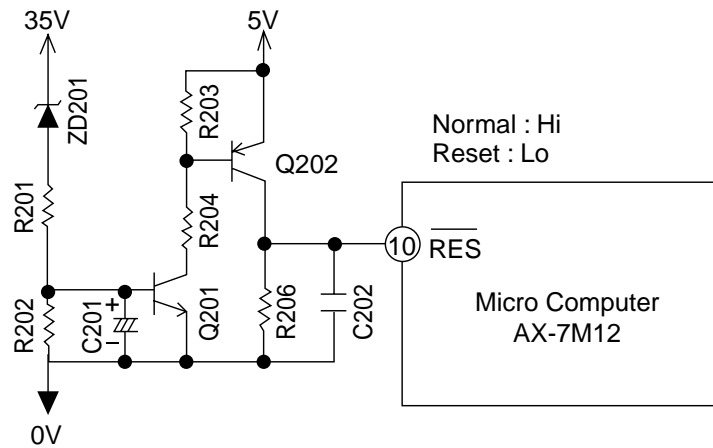 35V
5V
ZD201
R203
Normal : Hi
Reset : Lo
Q202
R201
R204
10
RES
Micro Computer
AX-7M12
R202
C201
+
–
Q201
R206
C202
0V